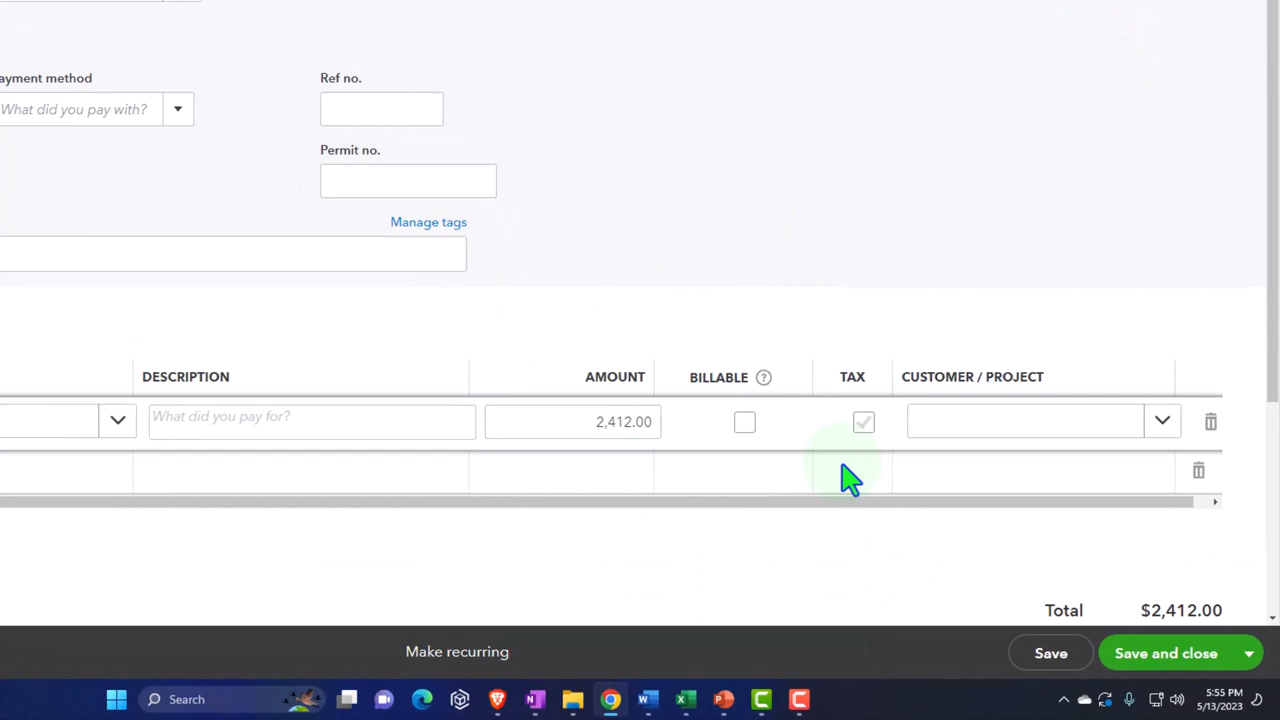 ayment method
Ref no.
What did you pay with?
Permit no.
Manage tags
DESCRIPTION
AMOUNT
BILLABLE ?
TAX
CUSTOMER / PROJECT
What did you pay for?
2,412.00
Total
$2,412.00
Make recurring
Save
Save and close
Search
5:55 PM
5/13/2023